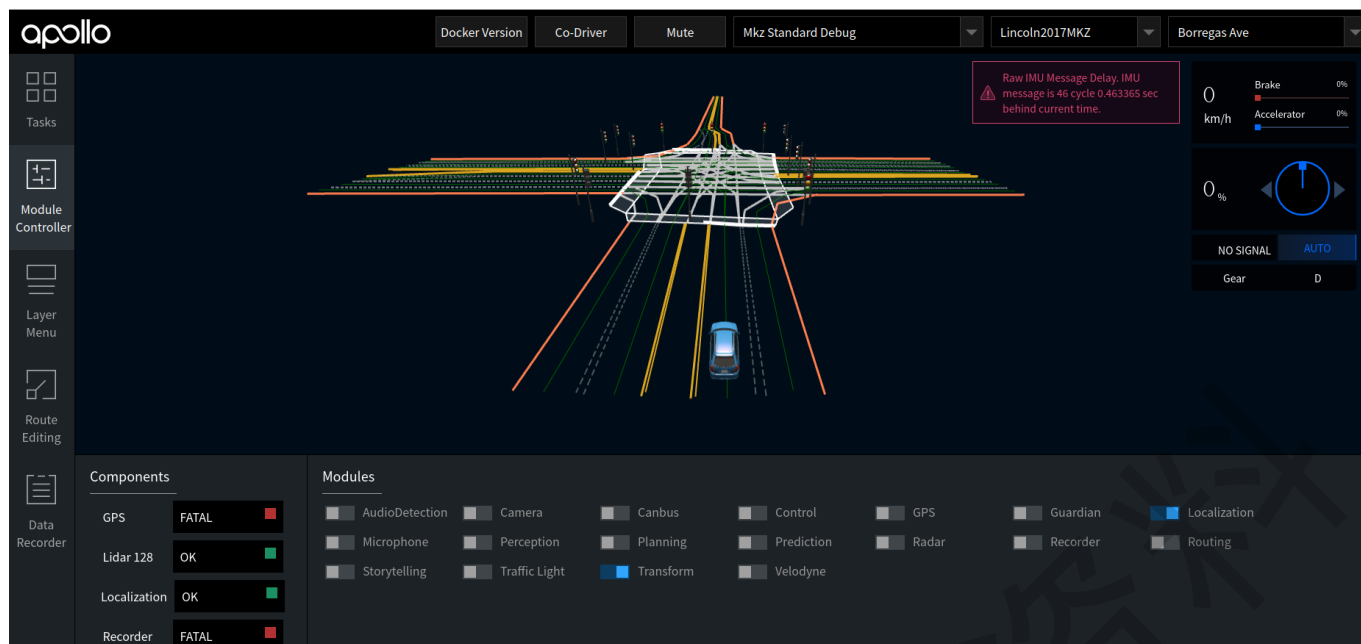 apollo
Docker Version
Co-Driver
Mute
Mkz Standard Debug
Lincoln2017MKZ
Borregas Ave
Tasks
Module
Controller
Layer
Menu
Route
Editing
Data
Recorder
Raw IMU Message Delay. IMU
message is 46 cycle 0.463365 sec
behind current time.
0
km/h
Brake 0%
Accelerator 0%
0 %
NO SIGNAL AUTO
Gear D
Components
GPS FATAL
Lidar 128 OK
Localization OK
Recorder FATAL
Modules
AudioDetection Camera Canbus Control GPS Guardian Localization
Microphone Perception Planning Prediction Radar Recorder Routing
Storytelling Traffic Light Transform Velodyne
资料